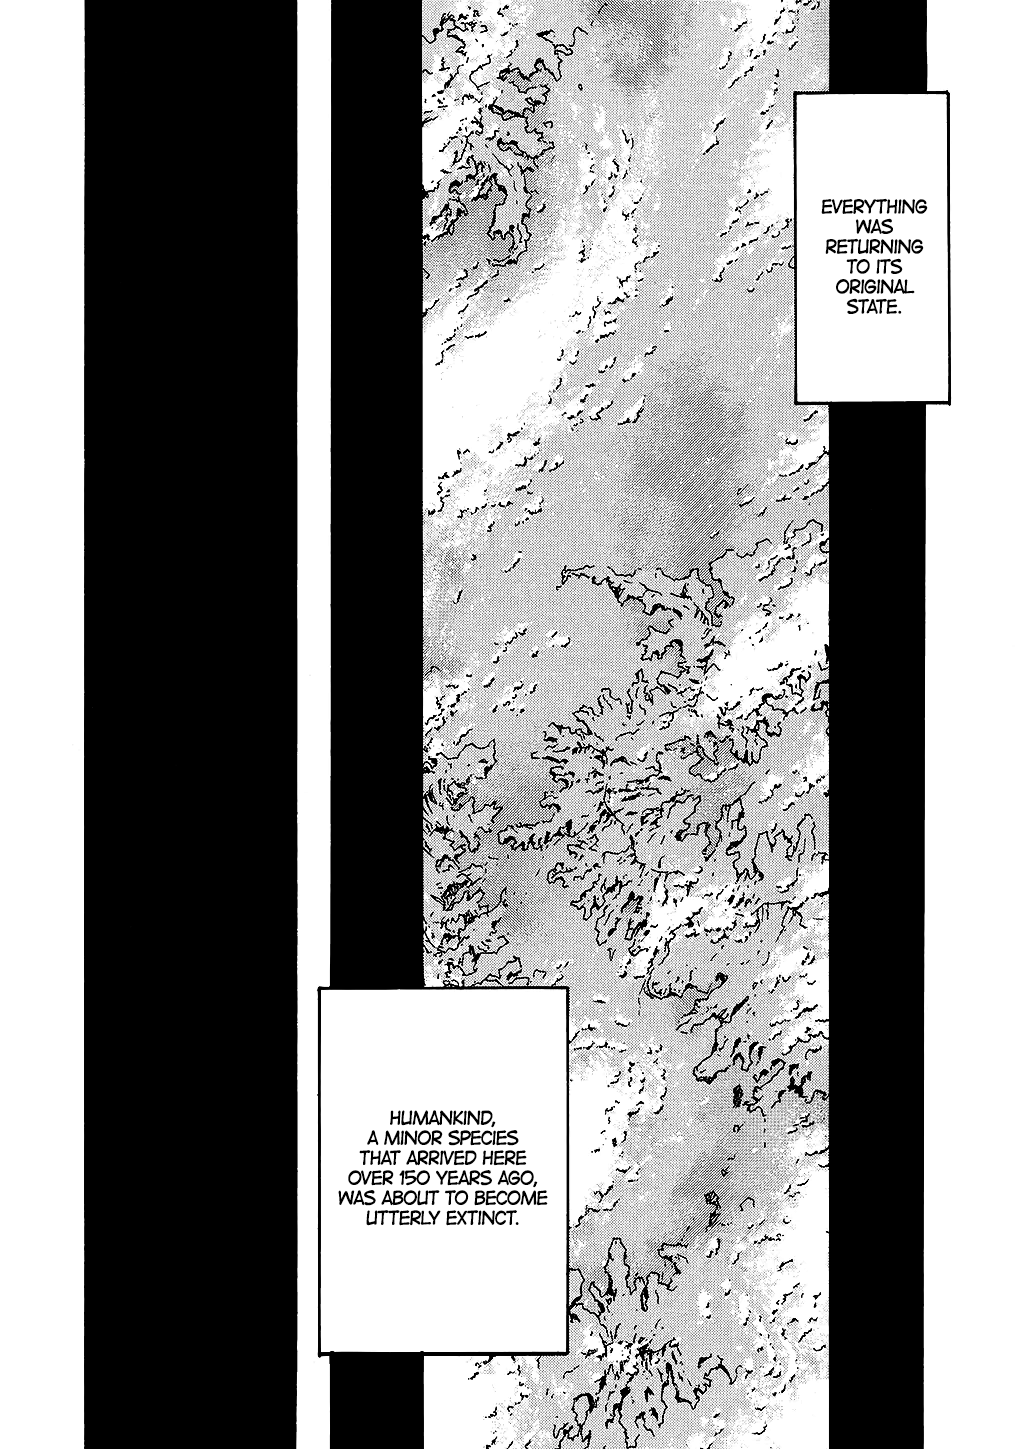 EVERYTHING
WAS
RETURNING
TO ITS
ORIGINAL
STATE.
HUMANKIND,
A MINOR SPECIES
THAT ARRIVED HERE
OVER 150 YEARS AGO,
WAS ABOUT TO BECOME
UTTERLY EXTINCT.